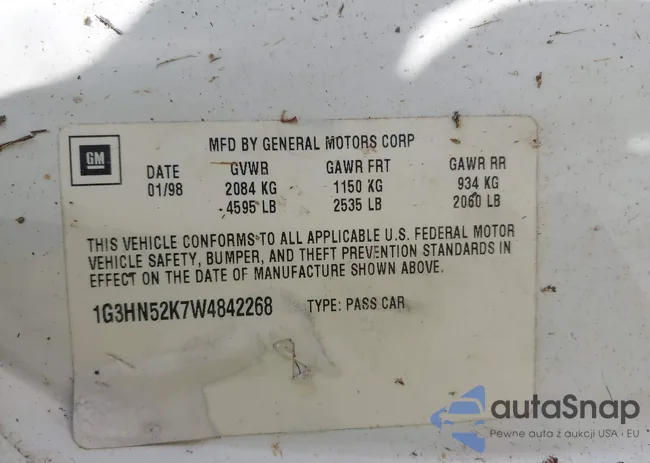 GM
MFD BY GENERAL MOTORS CORP
DATE GVWR GAWR FRT GAWR RR
01/98 2084 KG 1150 KG 934 KG
4595 LB 2535 LB 2060 LB
THIS VEHICLE CONFORMS TO ALL APPLICABLE U.S. FEDERAL MOTOR
VEHICLE SAFETY, BUMPER, AND THEFT PREVENTION STANDARDS IN
EFFECT ON THE DATE OF MANUFACTURE SHOWN ABOVE.
1G3HN52K7W4842268 TYPE: PASS CAR
autaSnap
Pewne auta z aukcji USA i EU